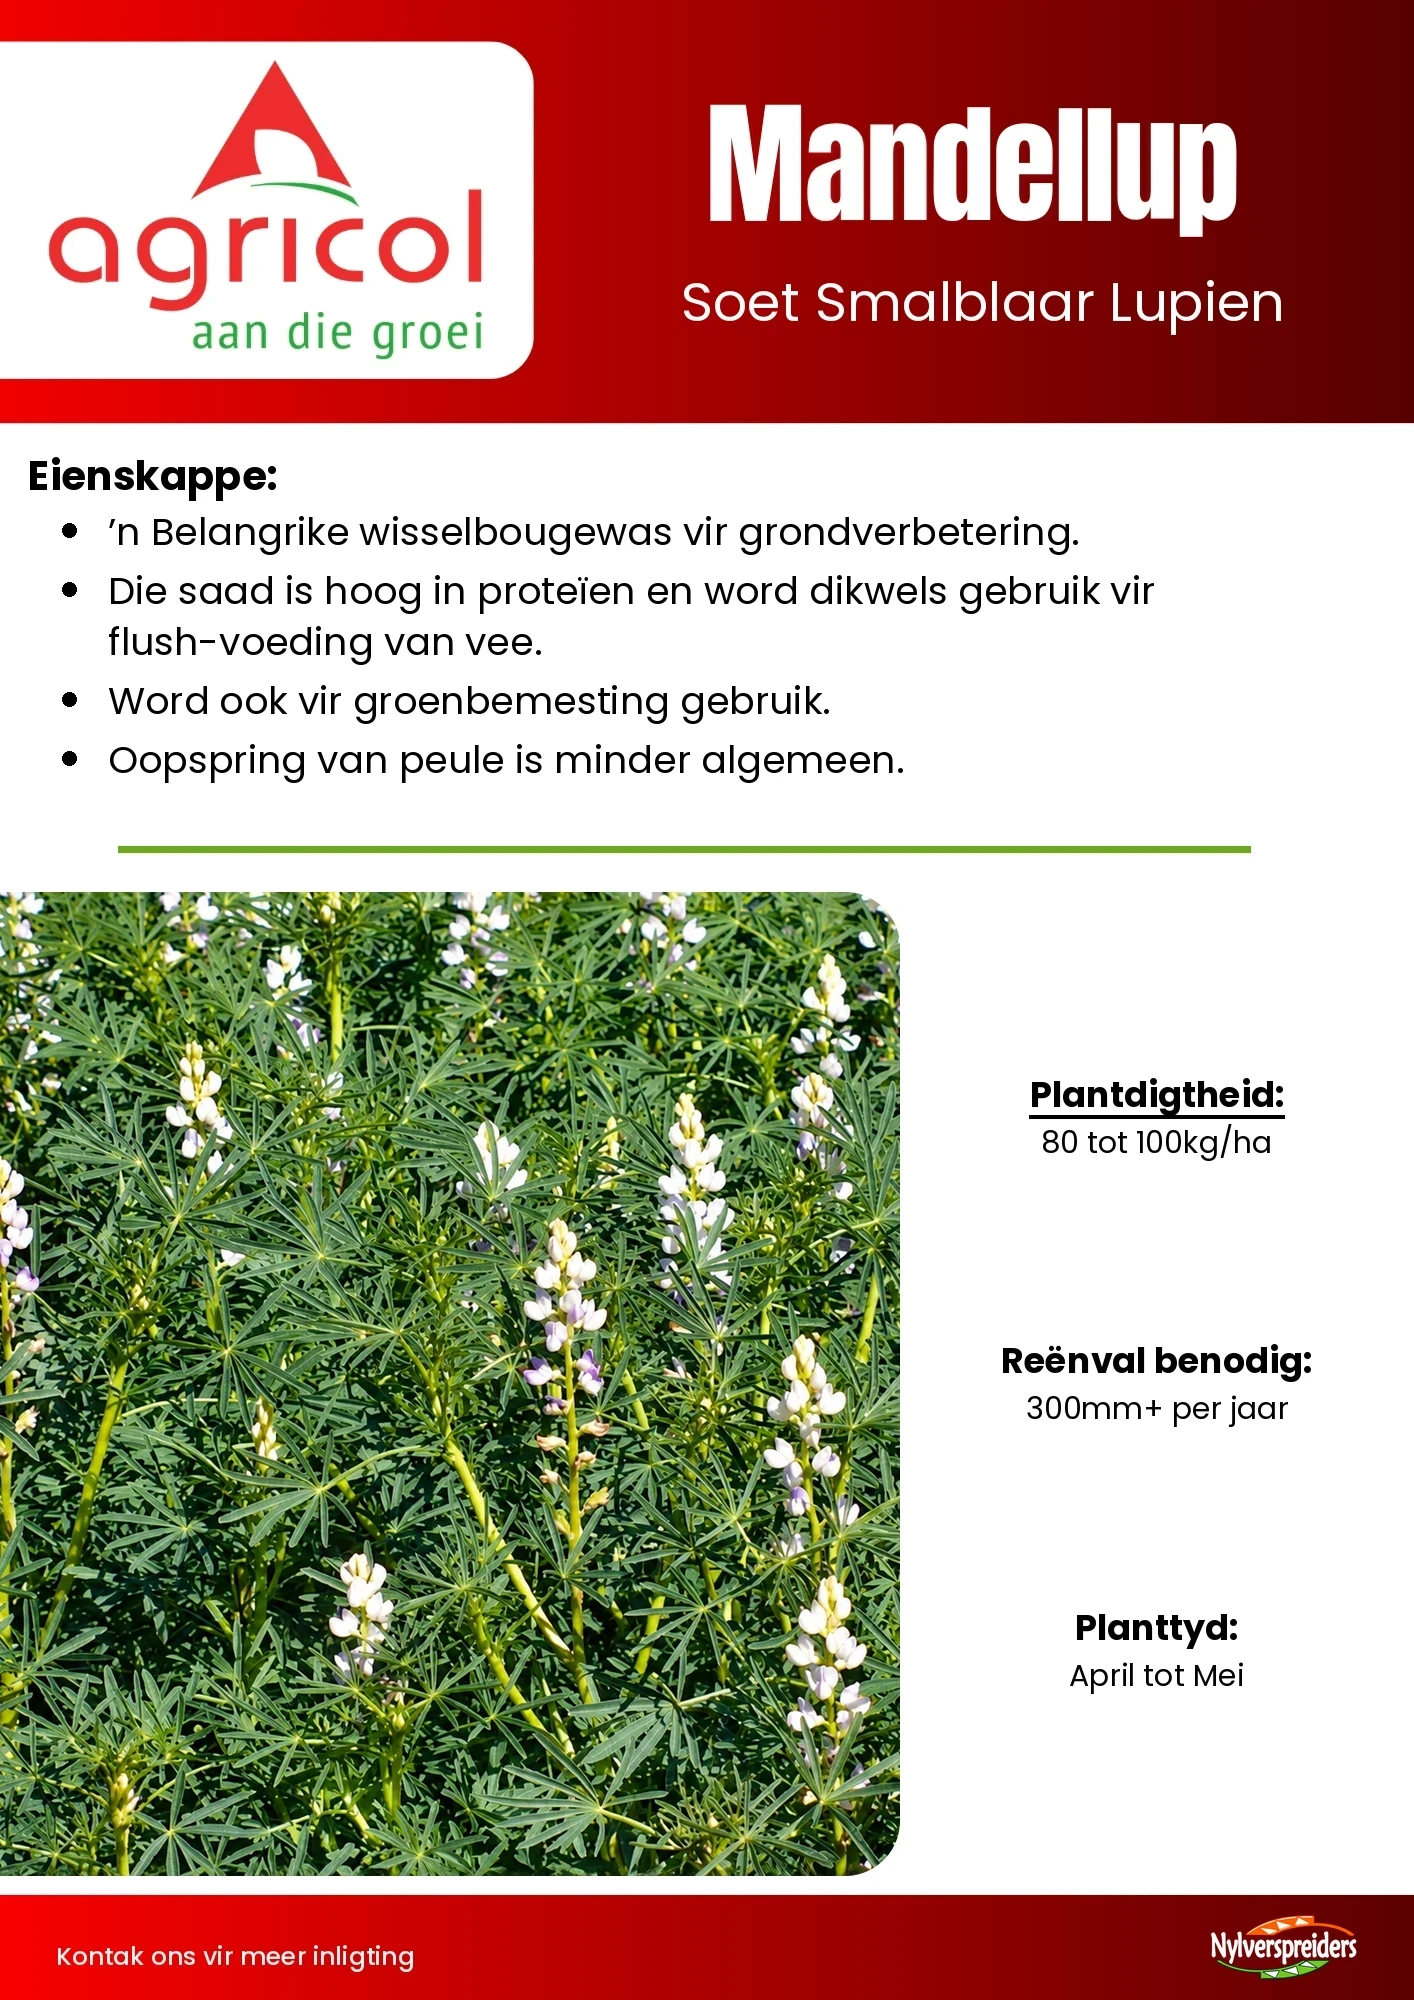 agricol
aan die groei
Mandellup
Soet Smalblaar Lupien
Eienskappe:
• ’n Belangrike wisselbougewas vir grondverbetering.
• Die saad is hoog in proteïen en word dikwels gebruik vir
flush-voeding van vee.
• Word ook vir groenbemesting gebruik.
• Oopspring van peule is minder algemeen.
Plantdigtheid:
80 tot 100kg/ha
Reënval benodig:
300mm+ per jaar
Planttyd:
April tot Mei
Kontak ons vir meer inligting
Nylverspreiders